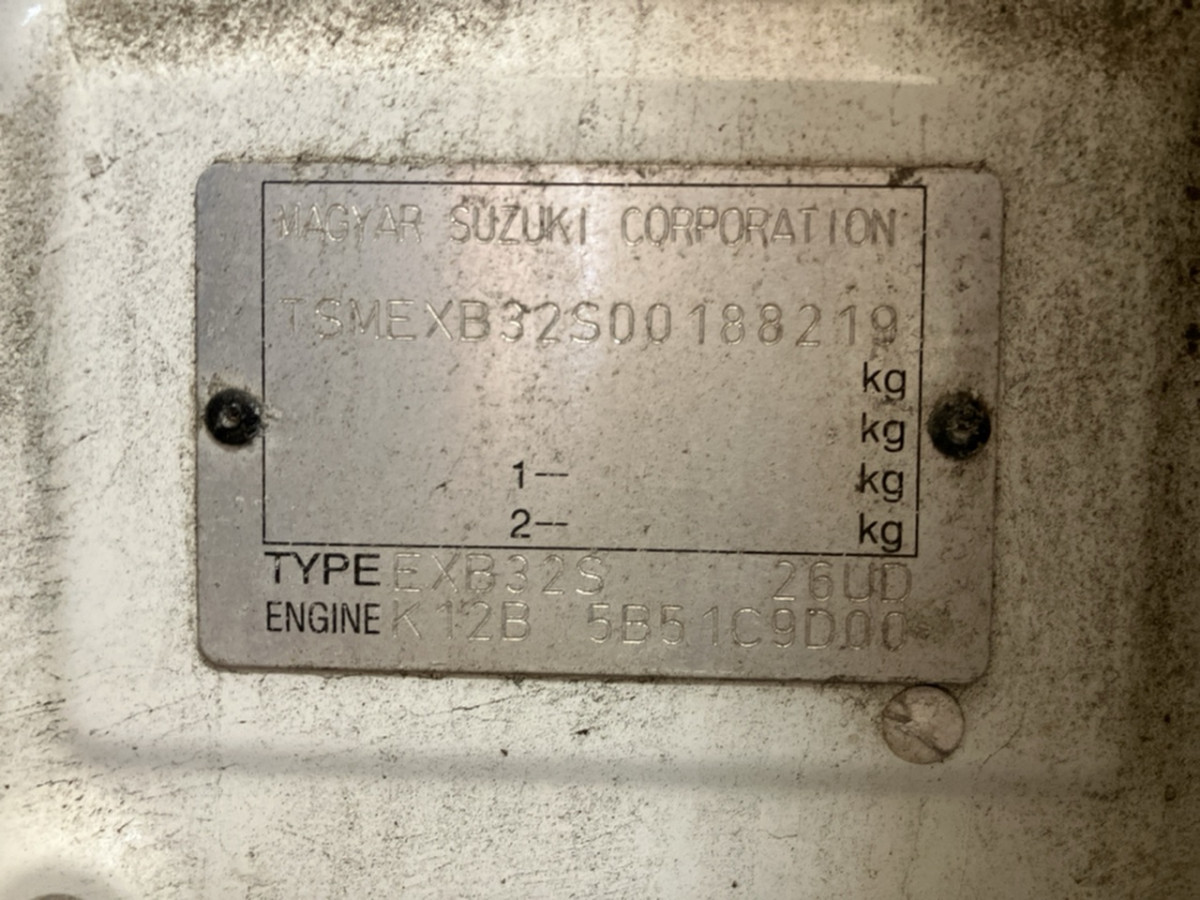 MAGYAR SUZUKI CORPORATION
TSMEXB32S00188219
kg
kg
1— kg
2— kg
TYPE EXB32S 26UD
ENGINE K12B 5B51C9D00